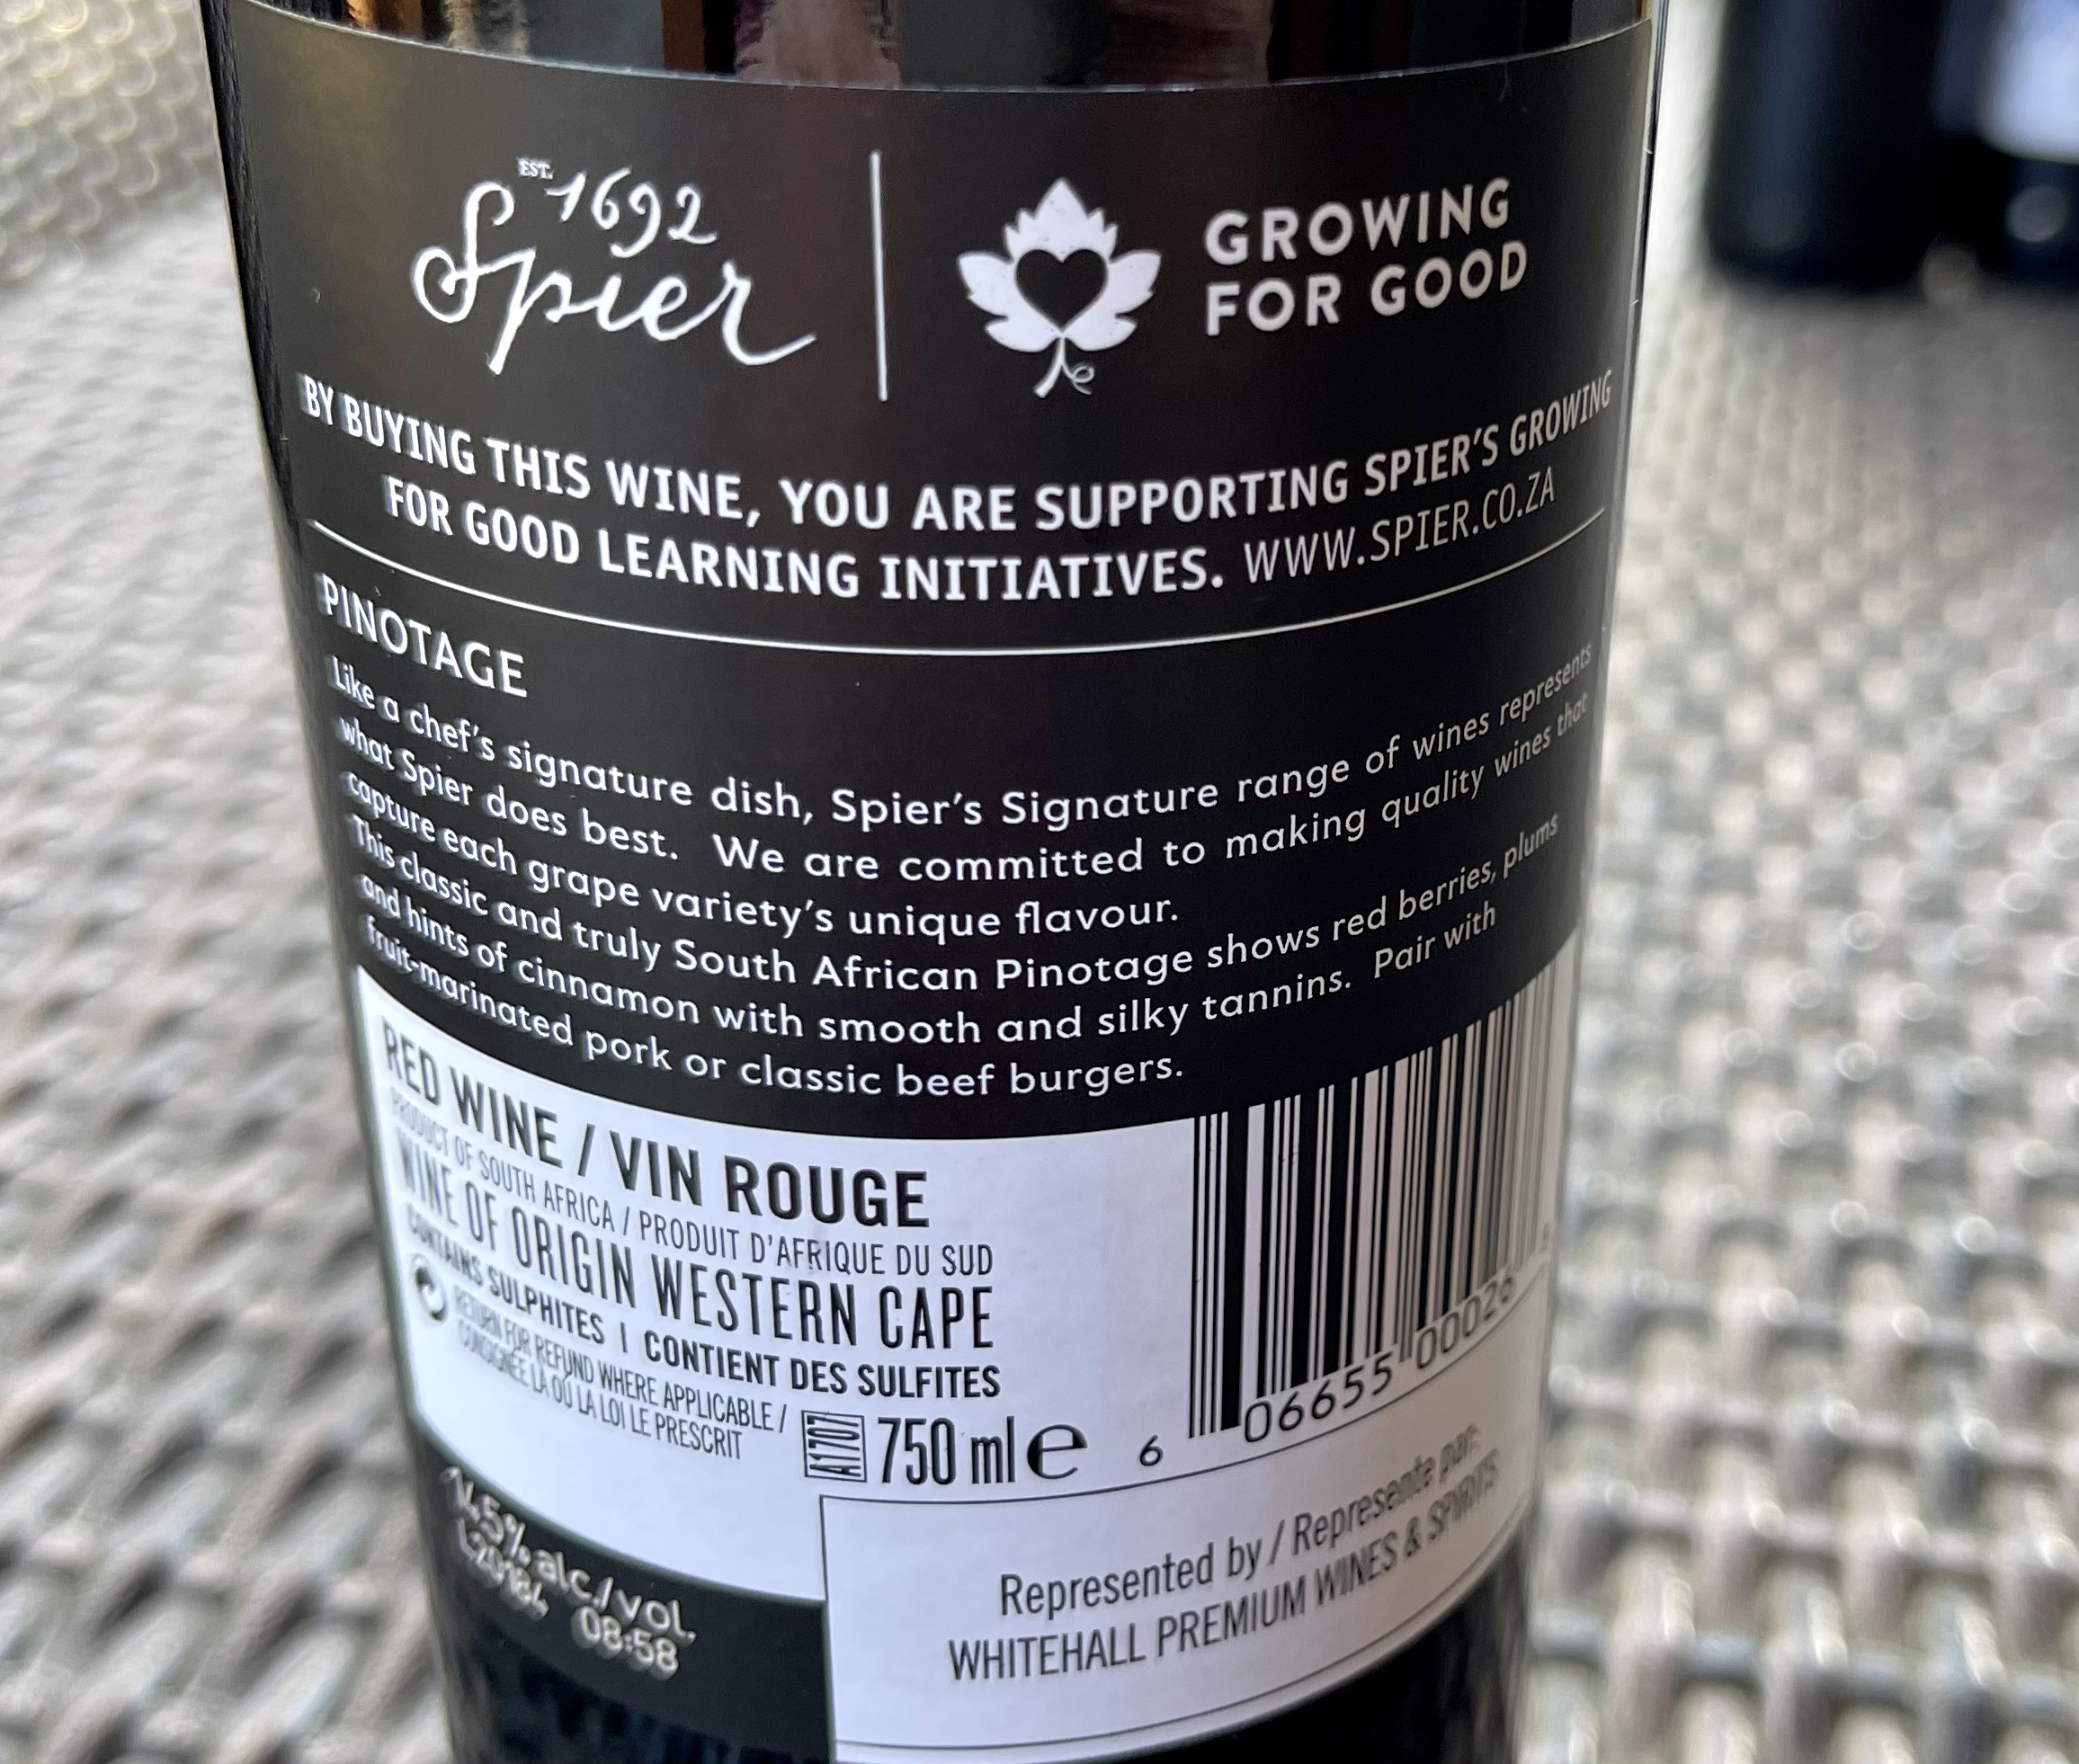 EST. 1692
Spier
GROWING
FOR GOOD
BY BUYING THIS WINE, YOU ARE SUPPORTING SPIER'S GROWING
FOR GOOD LEARNING INITIATIVES. WWW.SPIER.CO.ZA
PINOTAGE
Like a chef's signature dish, Spier's Signature range of wines represents
what Spier does best. We are committed to making quality wines that
capture each grape variety's unique flavour.
This classic and truly South African Pinotage shows red berries, plums
and hints of cinnamon with smooth and silky tannins. Pair with
fruit-marinated pork or classic beef burgers.
RED WINE / VIN ROUGE
PRODUCT OF SOUTH AFRICA / PRODUIT D'AFRIQUE DU SUD
WINE OF ORIGIN WESTERN CAPE
CONTAINS SULPHITES | CONTIENT DES SULFITES
RETURN FOR REFUND WHERE APPLICABLE /
CONSIGNÉE LÀ OÙ LA LOI LE PRESCRIT
A1707
750 ml e
6 06655 00026
14.5% alc./vol.
08:58
Represented by / Represente par:
WHITEHALL PREMIUM WINES & SPIRITS